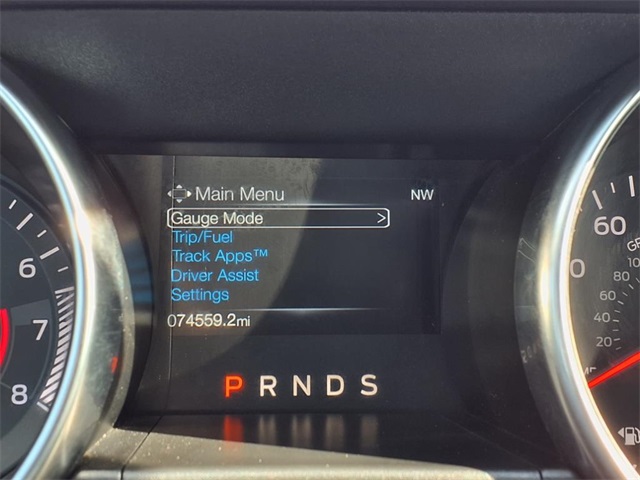 Main Menu NW
Gauge Mode >
Trip/Fuel
Track Apps™
Driver Assist
Settings
074559.2mi
P R N D S
6
7
8
60
0
100
80
60
40
20